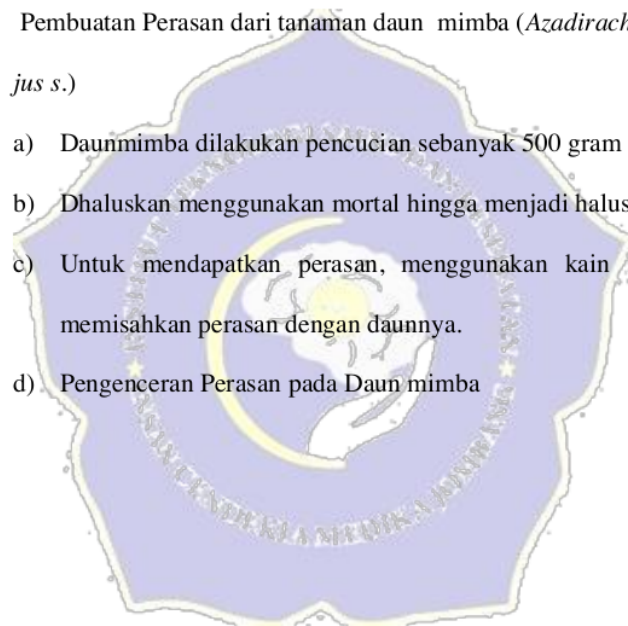 Pembuatan Perasan dari tanaman daun mimba (Azadirach
jus s.)
a) Daunmimba dilakukan pencucian sebanyak 500 gram
b) Dhaluskan menggunakan mortal hingga menjadi halus
c) Untuk mendapatkan perasan, menggunakan kain
memisahkan perasan dengan daunnya.
d) Pengenceran Perasan pada Daun mimba